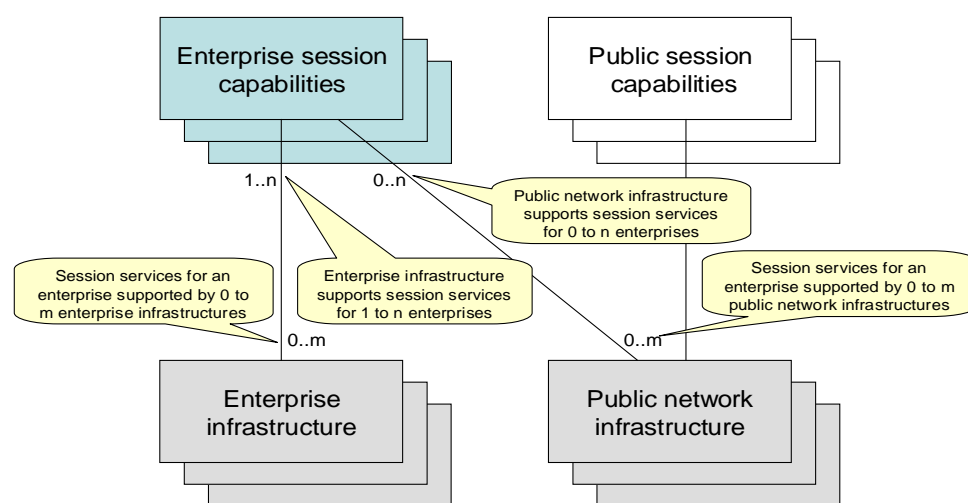 Enterprise session
capabilities
Public session
capabilities
1..n
0..n
Public network infrastructure
supports session services
for 0 to n enterprises
Session services for an
enterprise supported by 0 to
m enterprise infrastructures
Enterprise infrastructure
supports session services
for 1 to n enterprises
Session services for an
enterprise supported by 0 to m
public network infrastructures
0..m
0..m
Enterprise
infrastructure
Public network
infrastructure